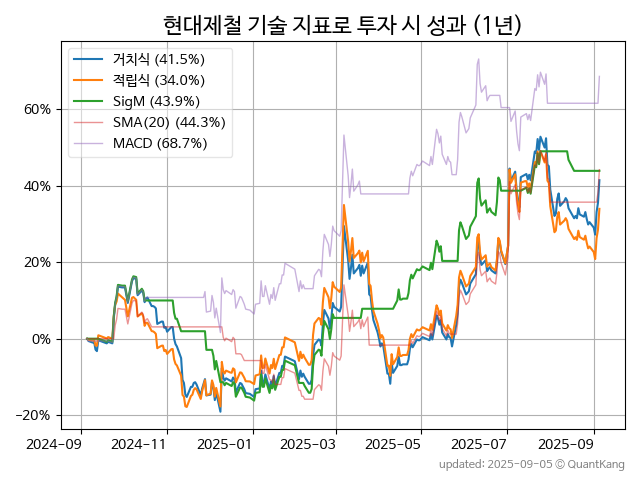 현대제철 기술 지표로 투자 시 성과 (1년)
거치식 (41.5%)
적립식 (34.0%)
SigM (43.9%)
SMA(20) (44.3%)
MACD (68.7%)
60%
40%
20%
0%
−20%
2024-09 2024-11 2025-01 2025-03 2025-05 2025-07 2025-09
updated: 2025-09-05 © QuantKang